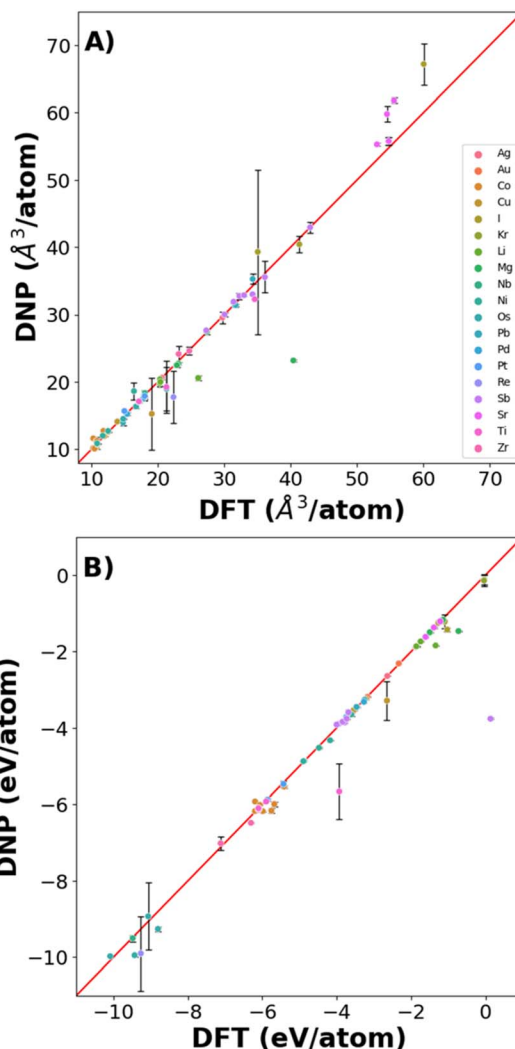 A)
70
60
50
40
30
20
10
DNP (Å³/atom)
10 20 30 40 50 60 70
DFT (Å³/atom)
Ag
Au
Co
Cu
I
Kr
Li
Mg
Nb
Ni
Os
Pb
Pd
Pt
Re
Sb
Sr
Ti
Zr
B)
0
−2
−4
−6
−8
−10
DNP (eV/atom)
−10 −8 −6 −4 −2 0
DFT (eV/atom)